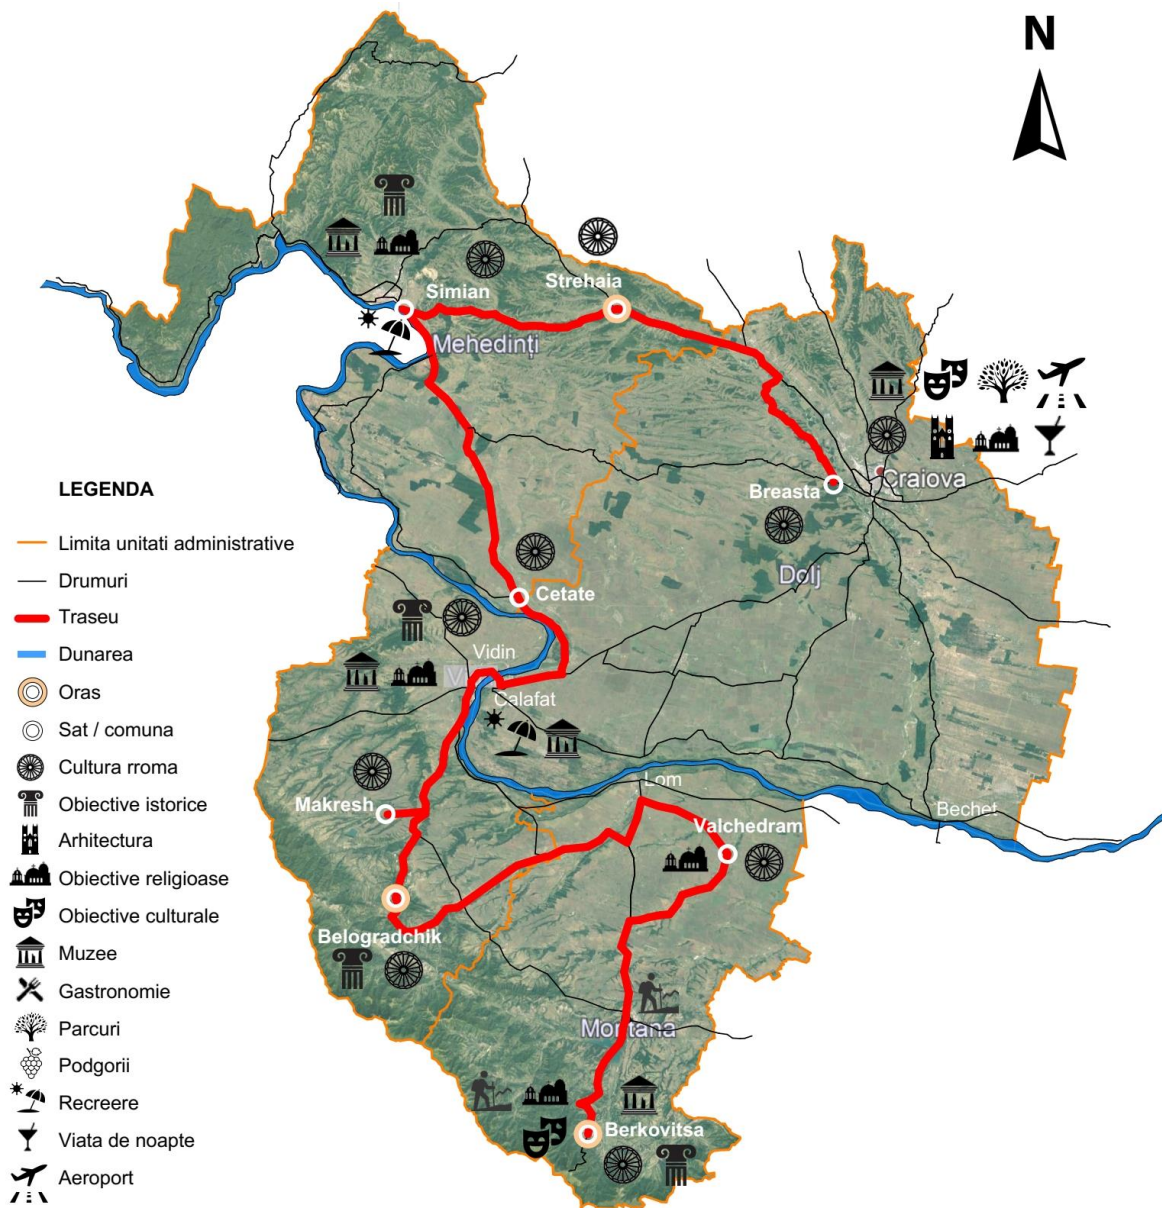 N
Simian
Strehaia
Mehedinți
Craiova
Breasta
Dolj
Cetate
Vidin
Calafat
Lom
Bechet
Makresh
Valchedram
Belogradchik
Montana
Berkovitsa
LEGENDA
Limita unitati administrative
Drumuri
Traseu
Dunarea
Oras
Sat / comuna
Cultura rroma
Obiective istorice
Arhitectura
Obiective religioase
Obiective culturale
Muzee
Gastronomie
Parcuri
Podgorii
Recreere
Viata de noapte
Aeroport